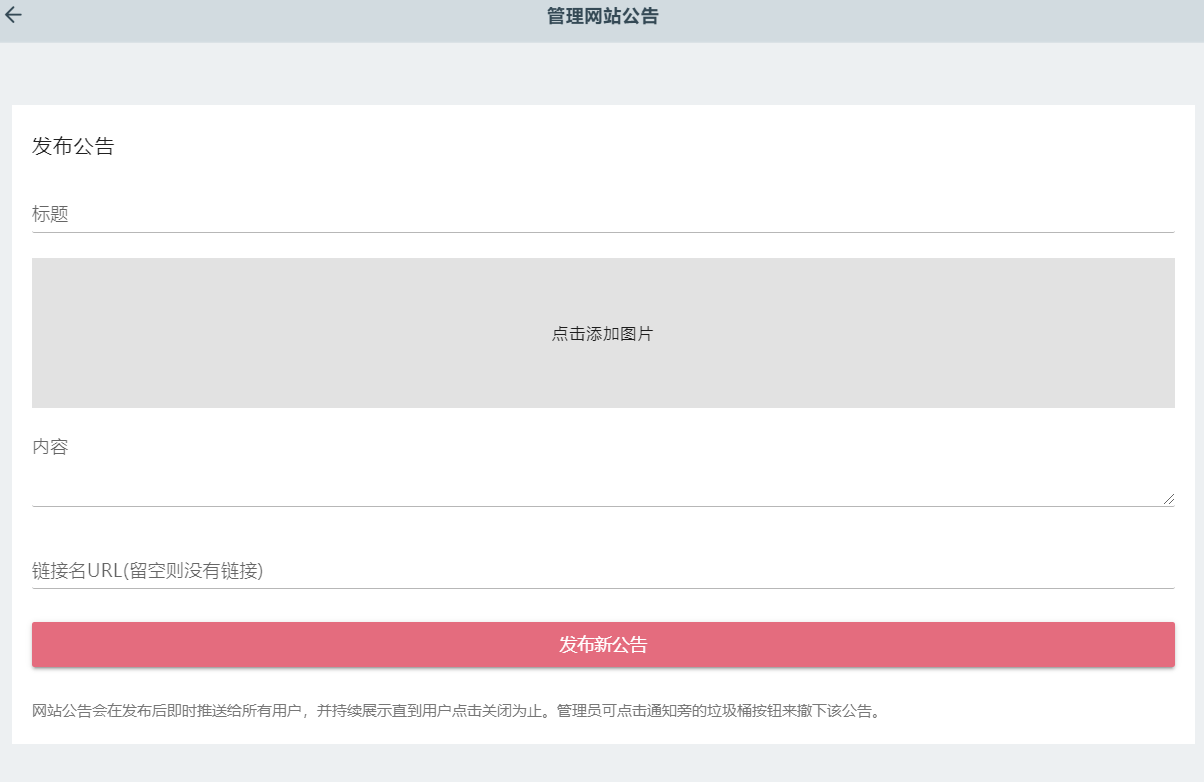 管理网站公告
发布公告
标题
点击添加图片
内容
链接名URL(留空则没有链接)
发布新公告
网站公告会在发布后即时推送给所有用户，并持续展示直到用户点击关闭为止。管理员可点击通知旁的垃圾桶按钮来撤下该公告。